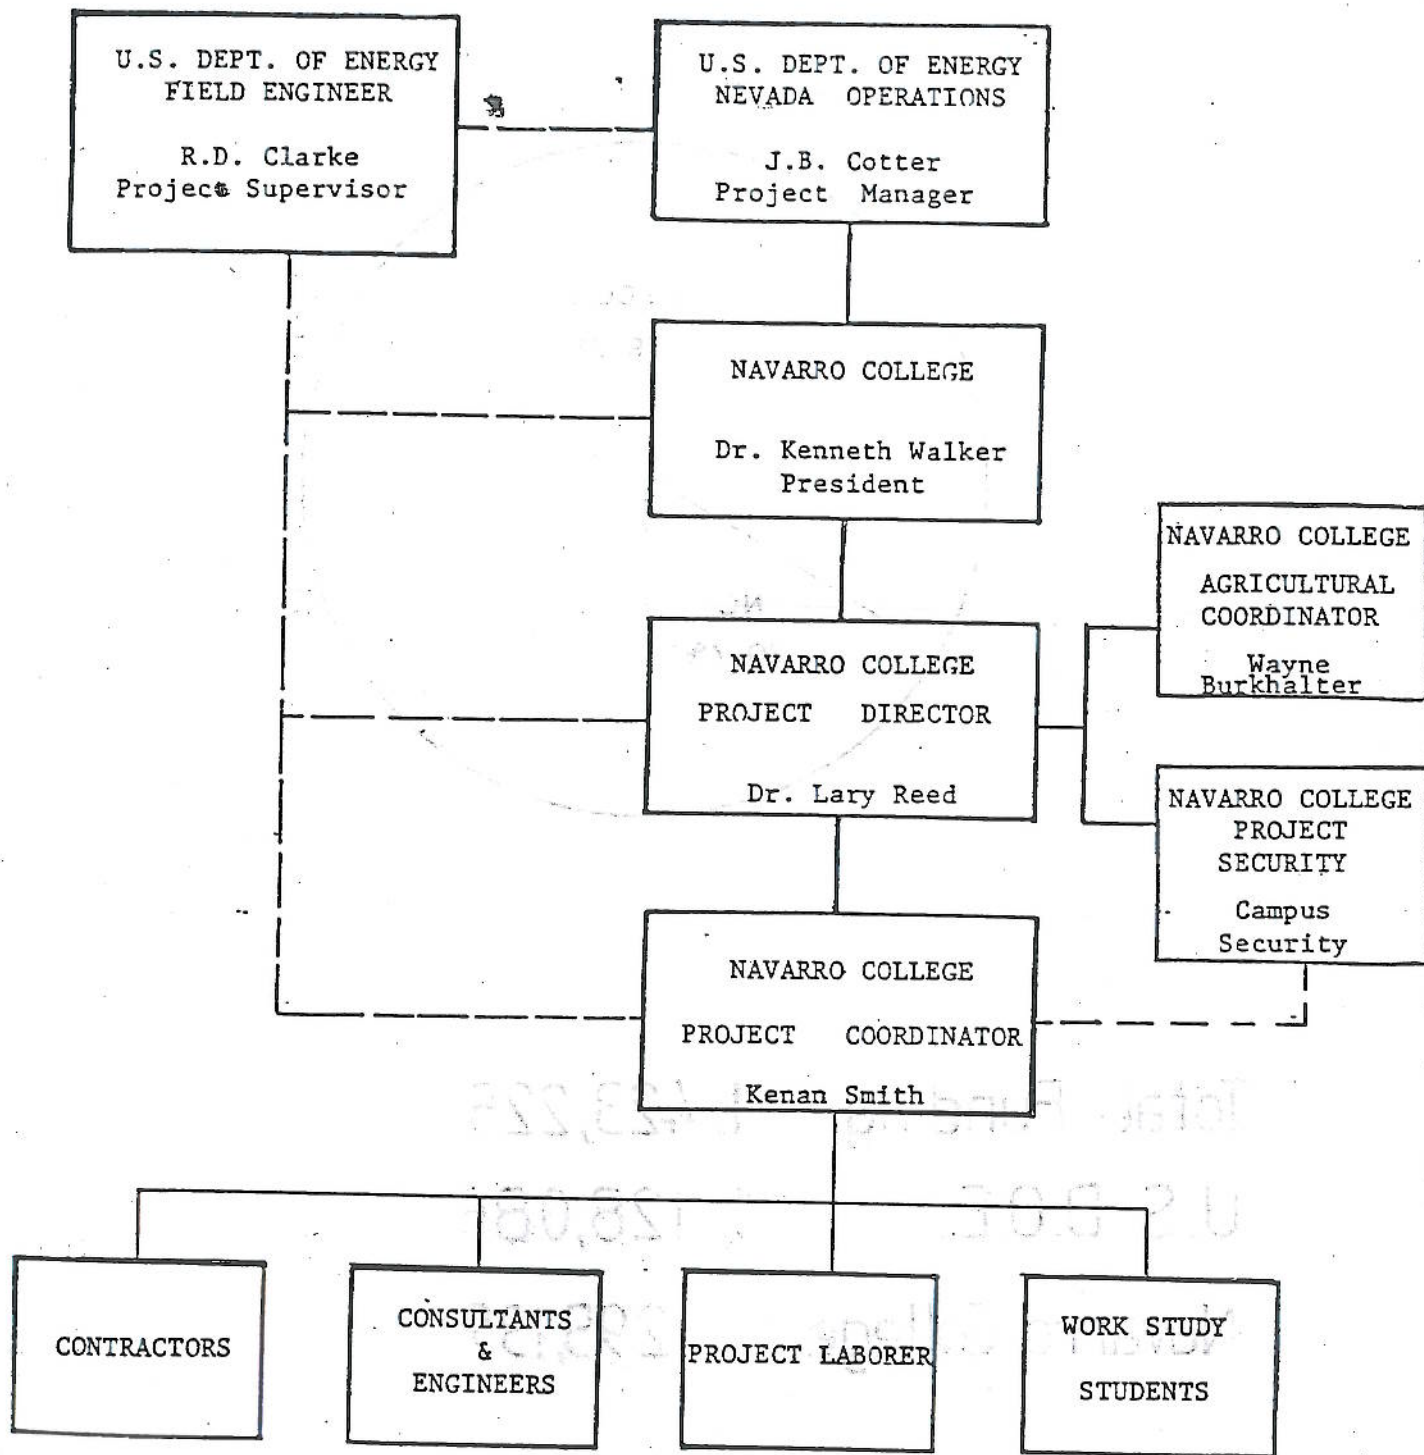 U.S. DEPT. OF ENERGY
FIELD ENGINEER
R.D. Clarke
Project Supervisor
U.S. DEPT. OF ENERGY
NEVADA OPERATIONS
J.B. Cotter
Project Manager
NAVARRO COLLEGE
Dr. Kenneth Walker
President
NAVARRO COLLEGE
AGRICULTURAL
COORDINATOR
Wayne
Burkhalter
NAVARRO COLLEGE
PROJECT DIRECTOR
Dr. Lary Reed
NAVARRO COLLEGE
PROJECT
SECURITY
Campus
Security
NAVARRO COLLEGE
PROJECT COORDINATOR
Kenan Smith
CONTRACTORS
CONSULTANTS
&
ENGINEERS
PROJECT LABORER
WORK STUDY
STUDENTS